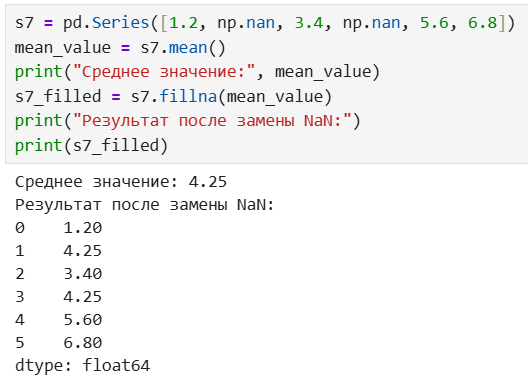 s7 = pd.Series([1.2, np.nan, 3.4, np.nan, 5.6, 6.8])
mean_value = s7.mean()
print("Среднее значение:", mean_value)
s7_filled = s7.fillna(mean_value)
print("Результат после замены NaN:")
print(s7_filled)
Среднее значение: 4.25
Результат после замены NaN:
0    1.20
1    4.25
2    3.40
3    4.25
4    5.60
5    6.80
dtype: float64